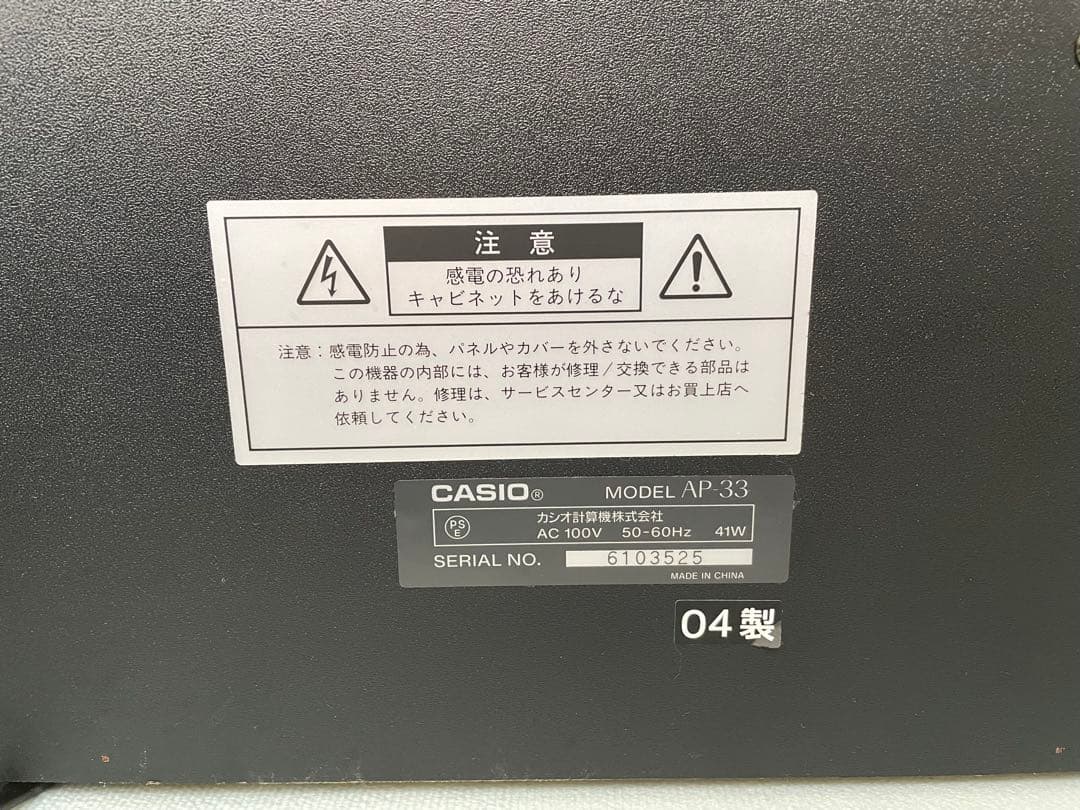 注 意
感電の恐れあり
キャビネットをあけるな
注意：感電防止の為、パネルやカバーを外さないでください。
この機器の内部には、お客様が修理／交換できる部品は
ありません。修理は、サービスセンター又はお買上店へ
依頼してください。
CASIO® MODEL AP-33
PS E カシオ計算機株式会社
AC 100V 50-60Hz 41W
SERIAL NO. 6103525
MADE IN CHINA
04製